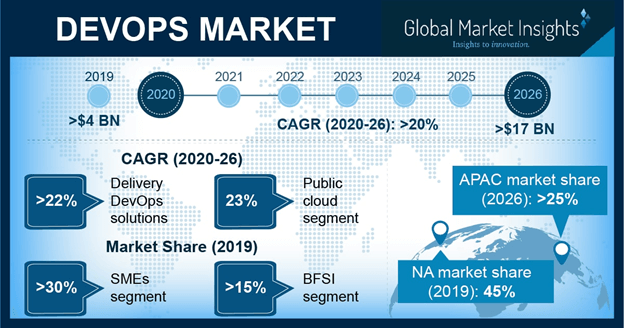 DEVOPS MARKET
Global Market Insights
Insights to innovation.
2019
2020
2021
2022
2023
2024
2025
2026
>$4 BN
CAGR (2020-26): >20%
>$17 BN
CAGR (2020-26)
>22%
Delivery
DevOps
solutions
23%
Public
cloud
segment
Market Share (2019)
>30%
SMEs
segment
>15%
BFSI
segment
APAC market share
(2026): >25%
NA market share
(2019): 45%